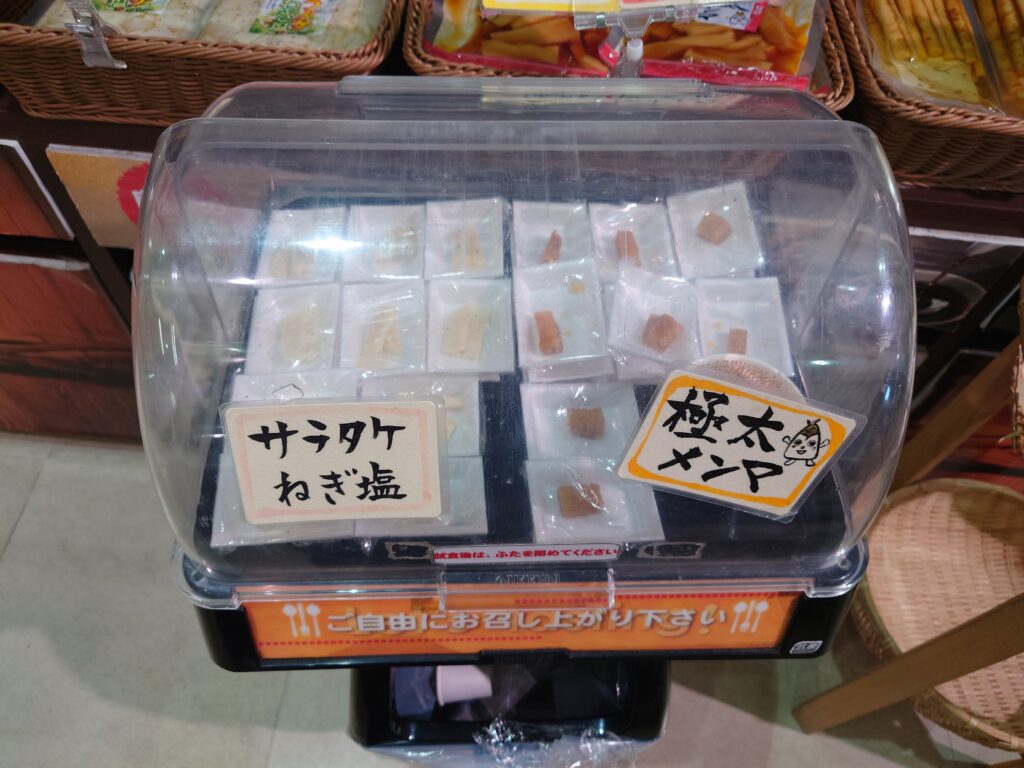 サラタケ
ねぎ塩
極太
メンマ
試食後は、ふたを閉めてください
ご自由にお召し上がり下さい